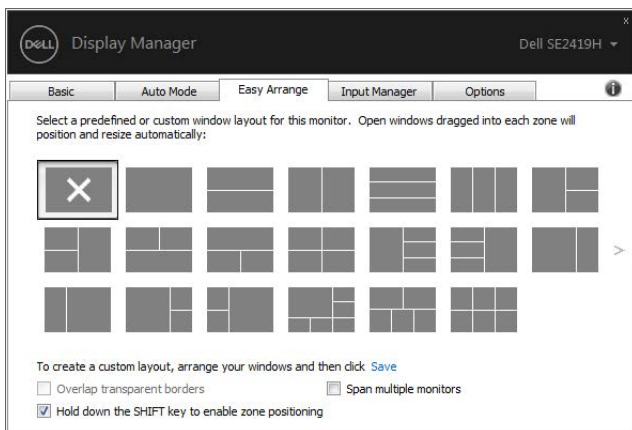 x
DELL Display Manager Dell SE2419H
Basic Auto Mode Easy Arrange Input Manager Options
Select a predefined or custom window layout for this monitor. Open windows dragged into each zone will
position and resize automatically:
>
To create a custom layout, arrange your windows and then click Save
Overlap transparent borders Span multiple monitors
Hold down the SHIFT key to enable zone positioning